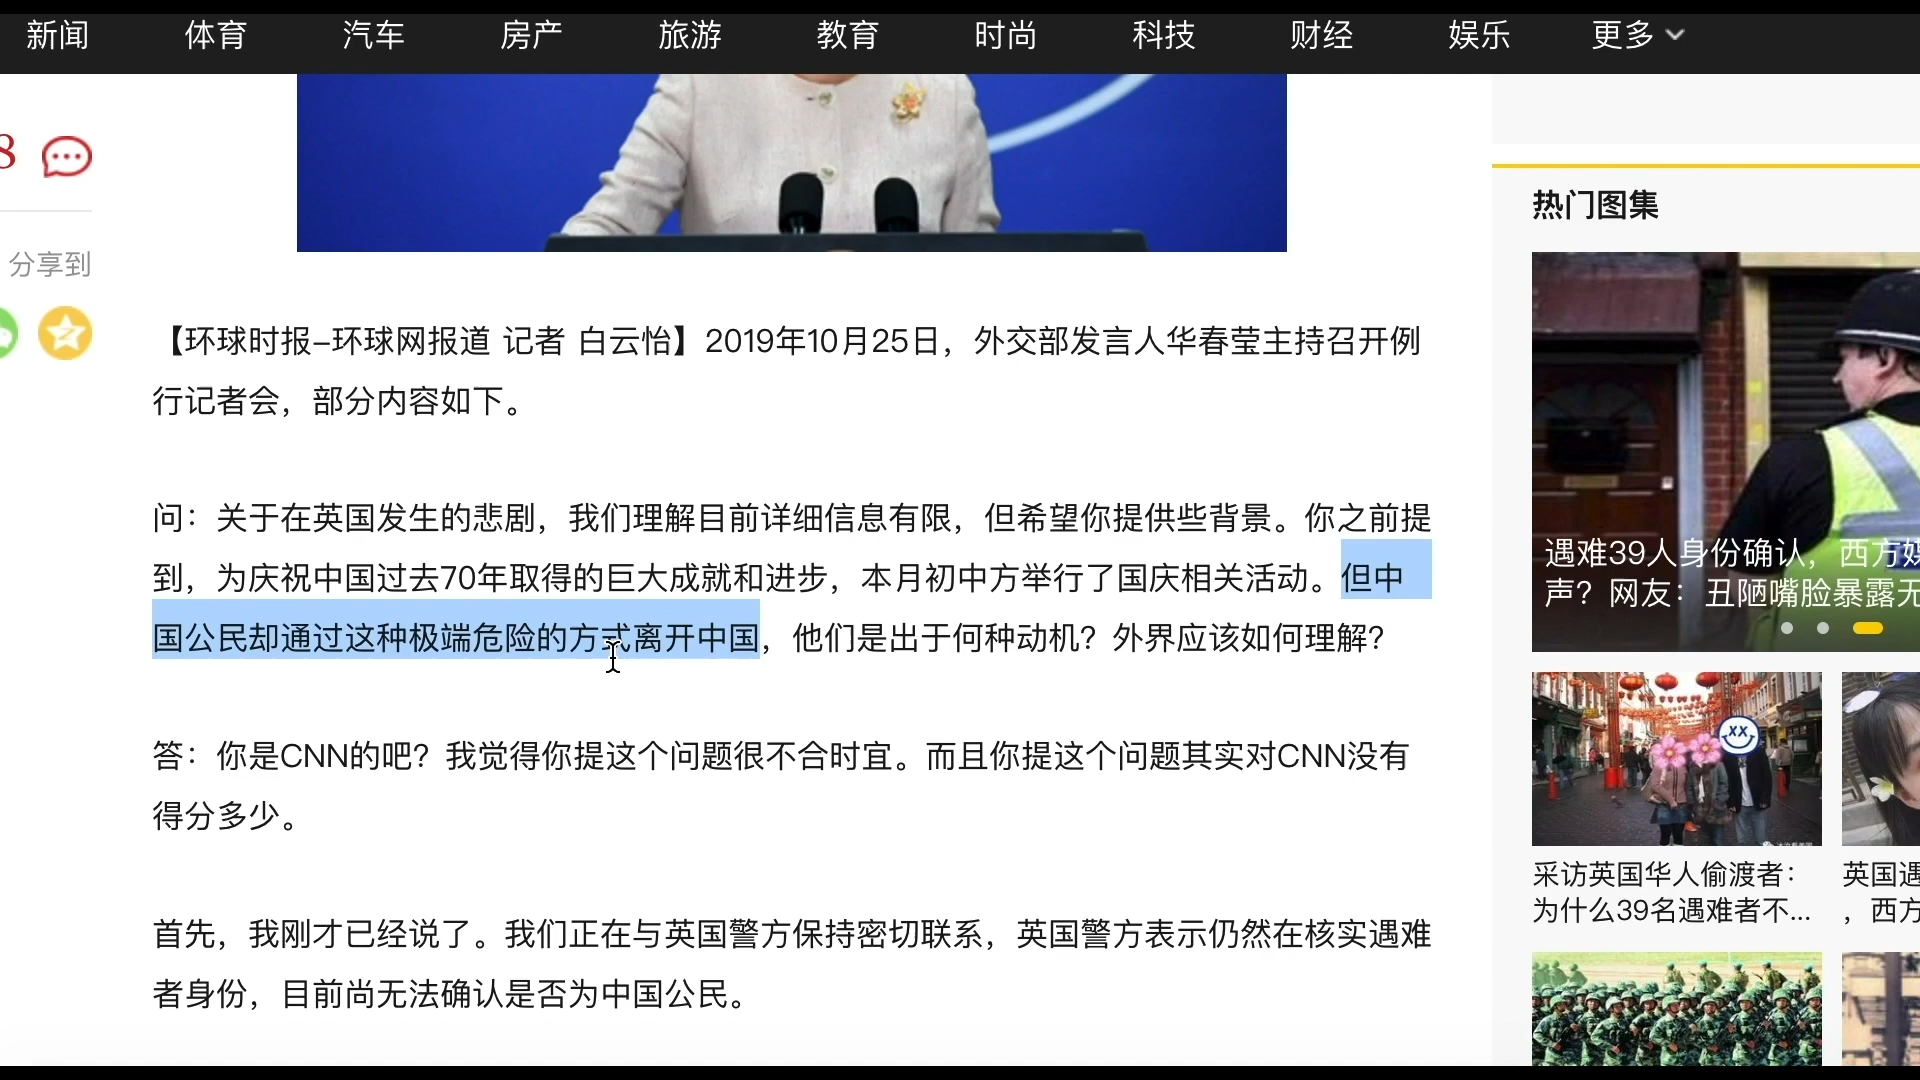 新闻 体育 汽车 房产 旅游 教育 时尚 科技 财经 娱乐 更多
8
分享到
【环球时报-环球网报道 记者 白云怡】2019年10月25日，外交部发言人华春莹主持召开例
行记者会，部分内容如下。
问：关于在英国发生的悲剧，我们理解目前详细信息有限，但希望你提供些背景。你之前提
到，为庆祝中国过去70年取得的巨大成就和进步，本月初中方举行了国庆相关活动。但中
国公民却通过这种极端危险的方式离开中国，他们是出于何种动机？外界应该如何理解？
答：你是CNN的吧？我觉得你提这个问题很不合时宜。而且你提这个问题其实对CNN没有
得分多少。
首先，我刚才已经说了。我们正在与英国警方保持密切联系，英国警方表示仍然在核实遇难
者身份，目前尚无法确认是否为中国公民。
热门图集
遇难39人身份确认，西方媒
声？网友：丑陋嘴脸暴露无
采访英国华人偷渡者：
为什么39名遇难者不...
英国遇
，西方